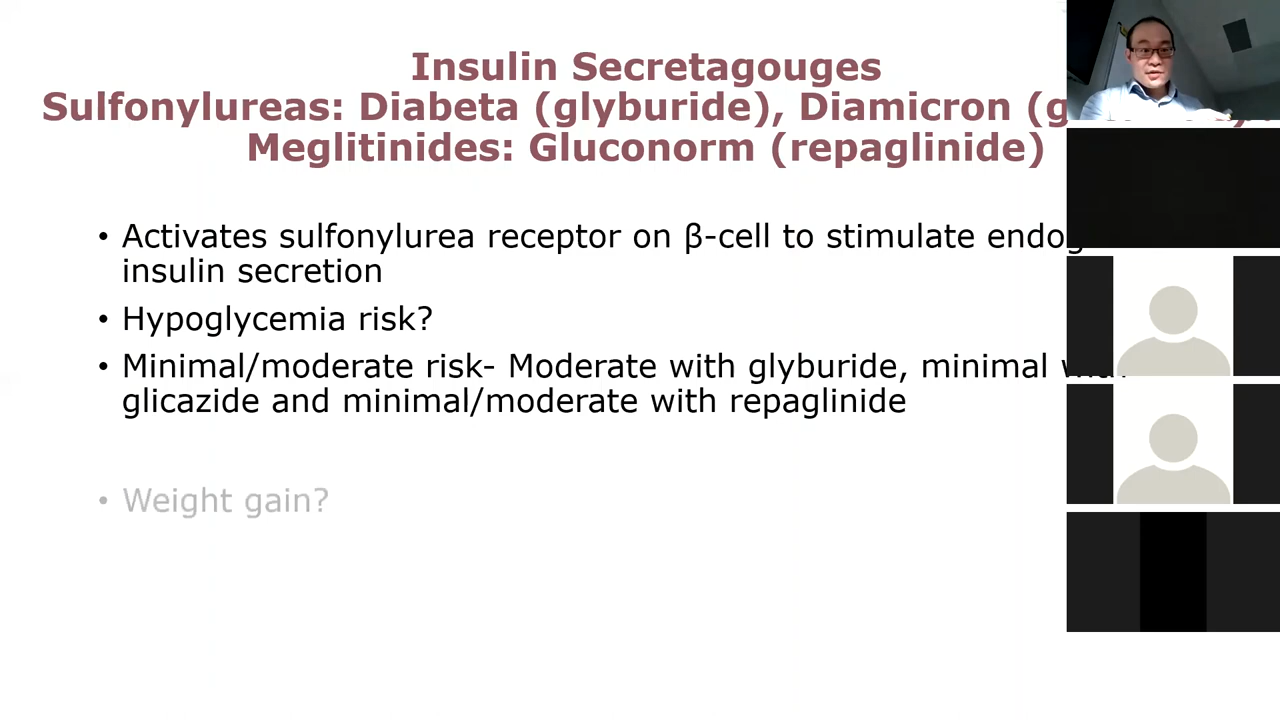 Insulin Secretagouges
Sulfonylureas: Diabeta (glyburide), Diamicron
Meglitinides: Gluconorm (repaglinide)
• Activates sulfonylurea receptor on β-cell to stimulate
insulin secretion
• Hypoglycemia risk?
• Minimal/moderate risk- Moderate with glyburide, minimal
glicazide and minimal/moderate with repaglinide
• Weight gain?